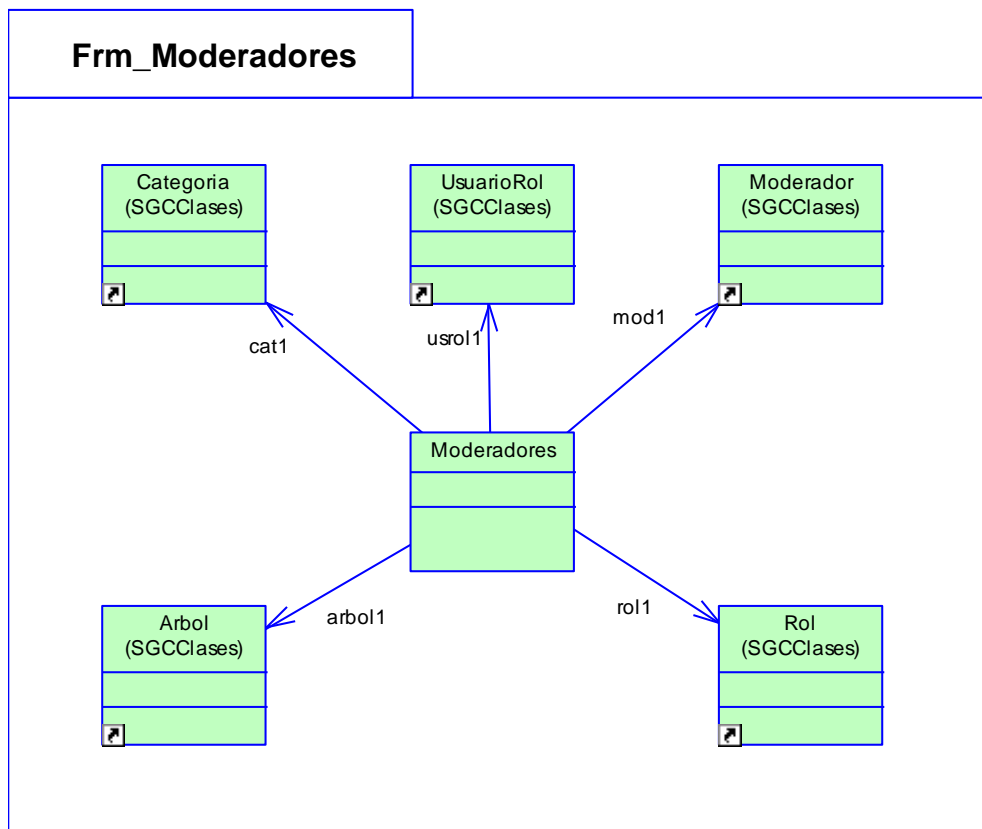 Frm_Moderadores
Categoria
(SGCClases)
UsuarioRol
(SGCClases)
Moderador
(SGCClases)
cat1
usrol1
mod1
Moderadores
arbol1
rol1
Arbol
(SGCClases)
Rol
(SGCClases)